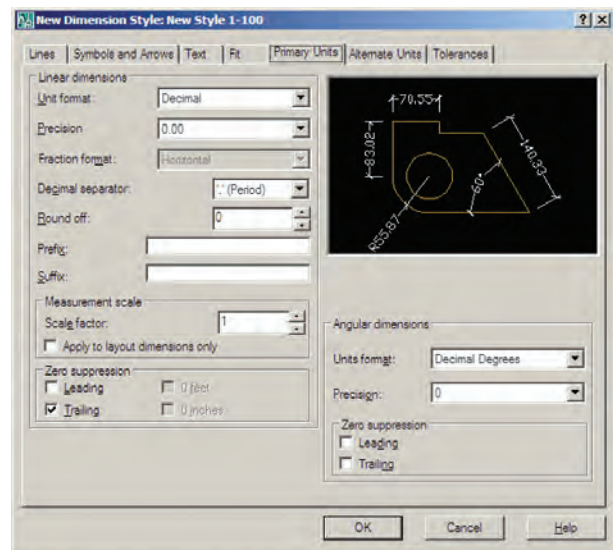 New Dimension Style: New Style 1-100
Lines Symbols and Arrows Text Fit Primary Units Alternate Units Tolerances
Linear dimensions
Unit format: Decimal
Precision 0.00
Fraction format: Horizontal
Decimal separator: '.' (Period)
Round off: 0
Prefix:
Suffix:
Measurement scale
Scale factor: 1
Apply to layout dimensions only
Zero suppression
Leading 0 feet
Trailing 0 inches
70.55
83.02
140.33
60°
R55.87
Angular dimensions
Units format: Decimal Degrees
Precision: 0
Zero suppression
Leading
Trailing
OK Cancel Help